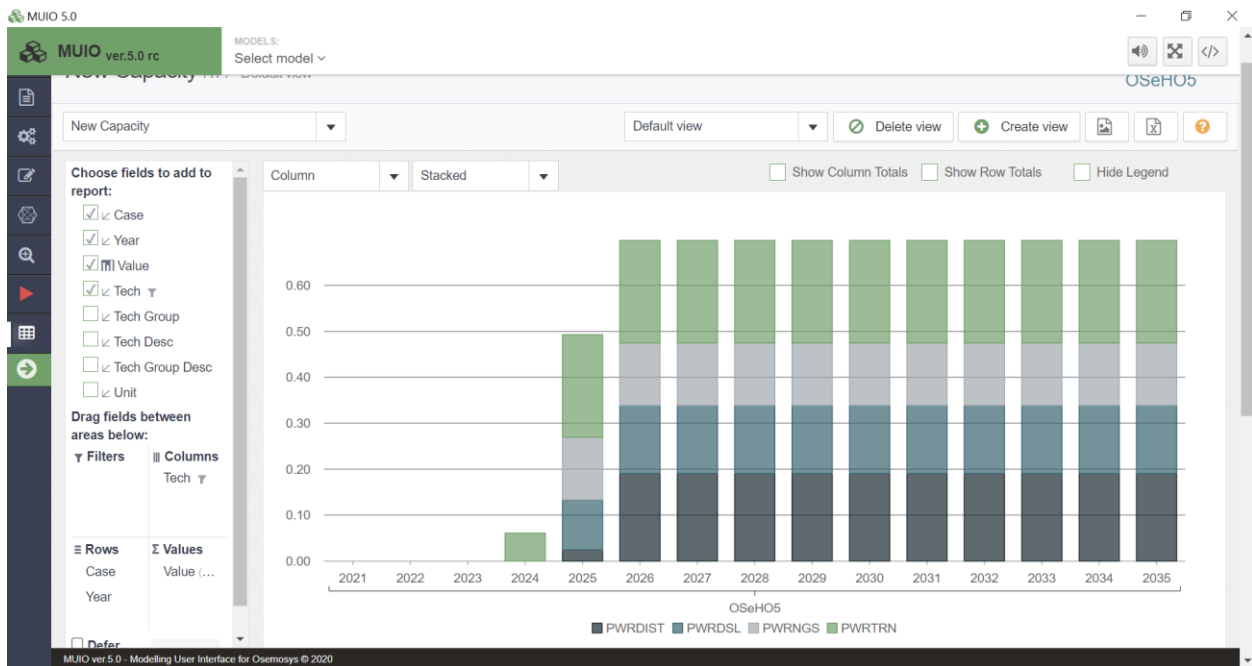 MUIO 5.0
MUIO ver.5.0 rc
MODELS:
Select model
New Capacity
Default view
OSeHO5
New Capacity
Default view
Delete view
Create view
Choose fields to add to
report:
Case
Year
Value
Tech
Tech Group
Tech Desc
Tech Group Desc
Unit
Drag fields between
areas below:
Filters
Columns
Tech
Rows
Σ Values
Case
Value (...
Year
Defer
Column
Stacked
Show Column Totals
Show Row Totals
Hide Legend
0.60
0.50
0.40
0.30
0.20
0.10
0.00
2021 2022 2023 2024 2025 2026 2027 2028 2029 2030 2031 2032 2033 2034 2035
OSeHO5
PWRDIST PWRDSL PWRNGS PWRTRN
MUIO ver.5.0 - Modelling User Interface for Osemosys © 2020